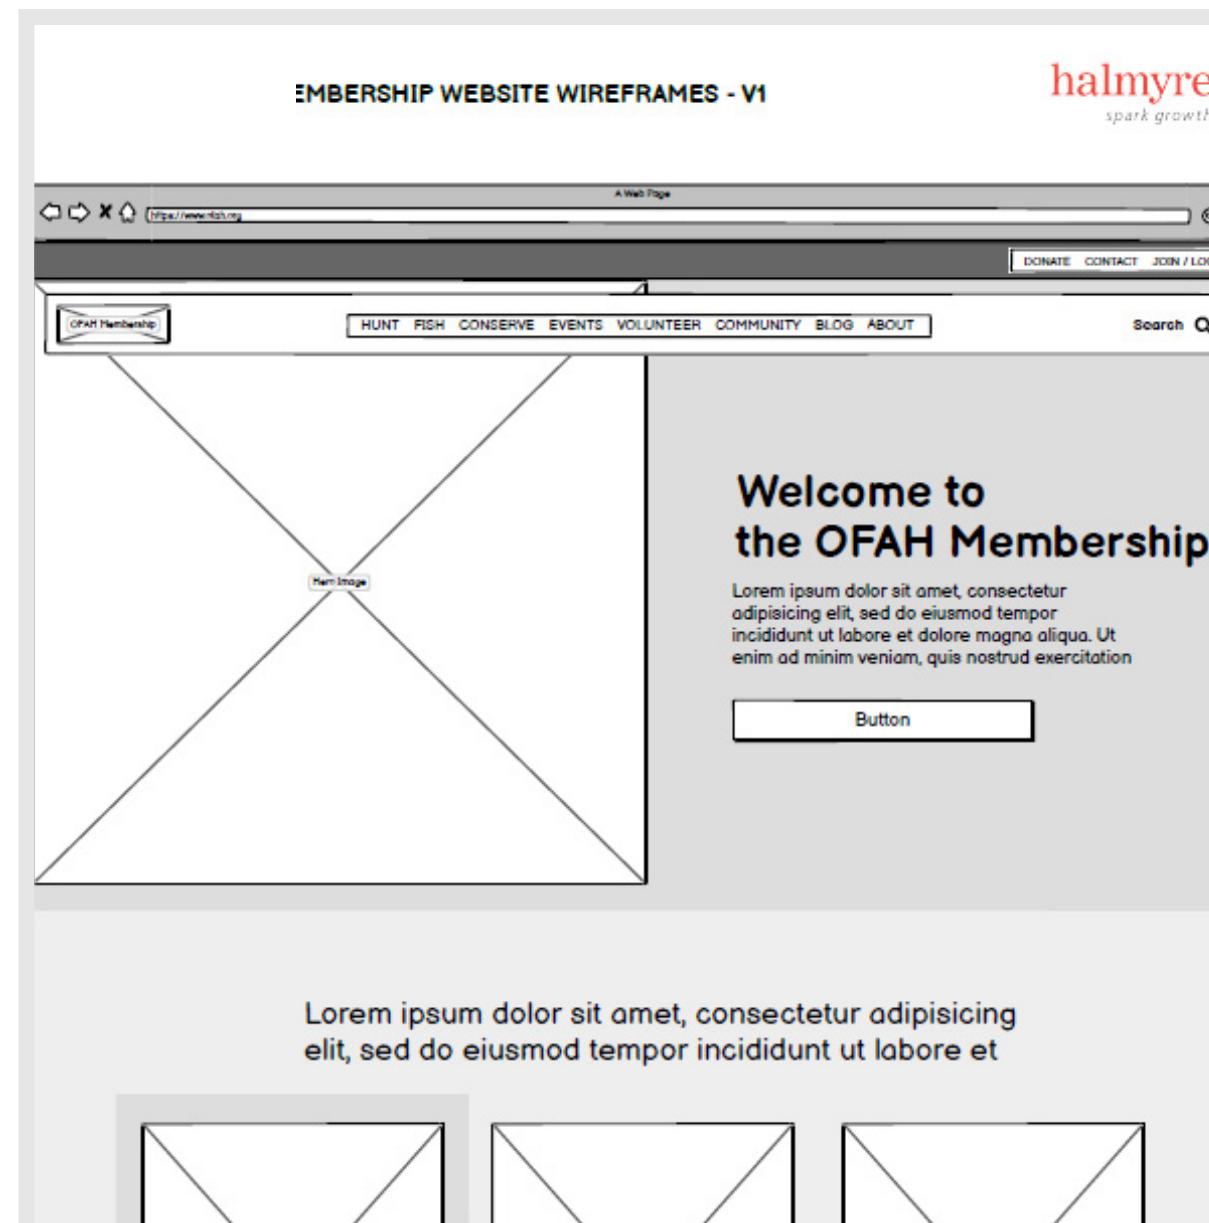 EMBERSHIP WEBSITE WIREFRAMES - V1
halmyre
spark growth
A Web Page
DONATE CONTACT JOIN / LO
OFAH Membership
HUNT FISH CONSERVE EVENTS VOLUNTEER COMMUNITY BLOG ABOUT
Search
Welcome to
the OFAH Membership
Image
Lorem ipsum dolor sit amet, consectetur
adipisicing elit, sed do eiusmod tempor
incididunt ut labore et dolore magna aliqua. Ut
enim ad minim veniam, quis nostrud exercitation
Button
Lorem ipsum dolor sit amet, consectetur adipisicing
elit, sed do eiusmod tempor incididunt ut labore et